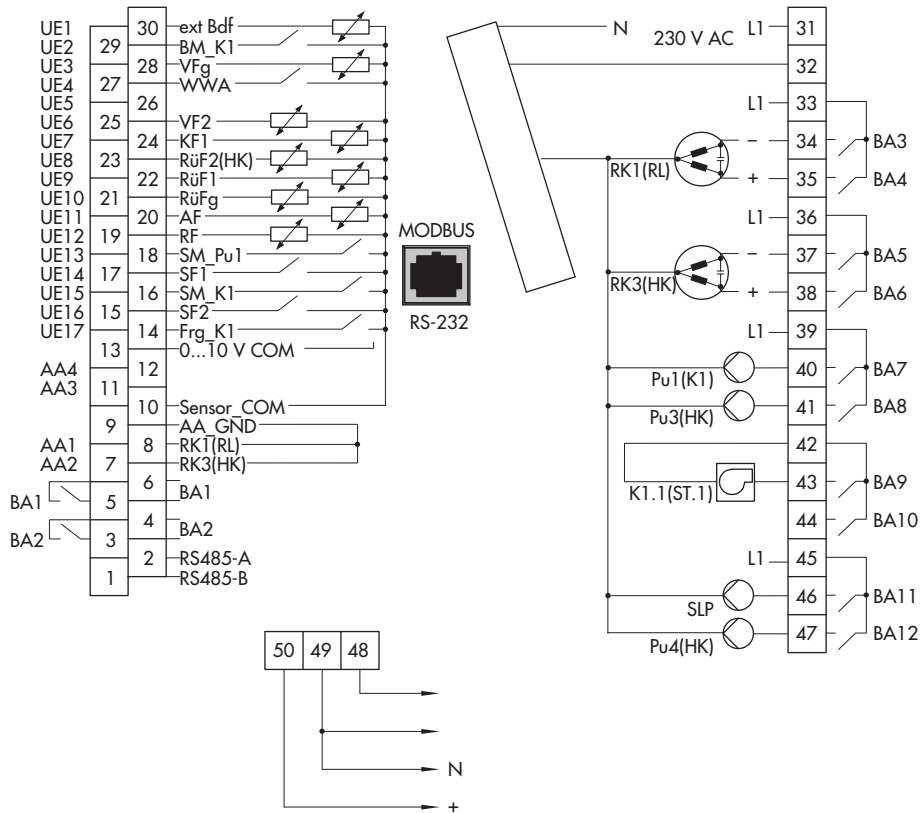 UE1 30 ext Bdf
UE2 29 BM_K1
UE3 28 VFg
UE4 27 WWA
UE5 26
UE6 25 VF2
UE7 24 KF1
UE8 23 RüF2(HK)
UE9 22 RüF1
UE10 21 RüFg
UE11 20 AF
UE12 19 RF
UE13 18 SM_Pu1
UE14 17 SF1
UE15 16 SM_K1
UE16 15 SF2
UE17 14 Frg_K1
13 0...10 V COM
AA4 12
AA3 11
10 Sensor_COM
9 AA_GND
AA1 8 RK1(RL)
AA2 7 RK3(HK)
6 BA1
BA1 5
4 BA2
BA2 3
2 RS485-A
1 RS485-B
MODBUS
RS-232
N 230 V AC L1 31
32
L1 33
– 34 BA3
RK1(RL)
+ 35 BA4
L1 36
– 37 BA5
RK3(HK)
+ 38 BA6
L1 39
Pu1(K1) 40 BA7
Pu3(HK) 41 BA8
42
K1.1(ST.1) 43 BA9
44 BA10
L1 45
SLP 46 BA11
Pu4(HK) 47 BA12
50 49 48
N
+